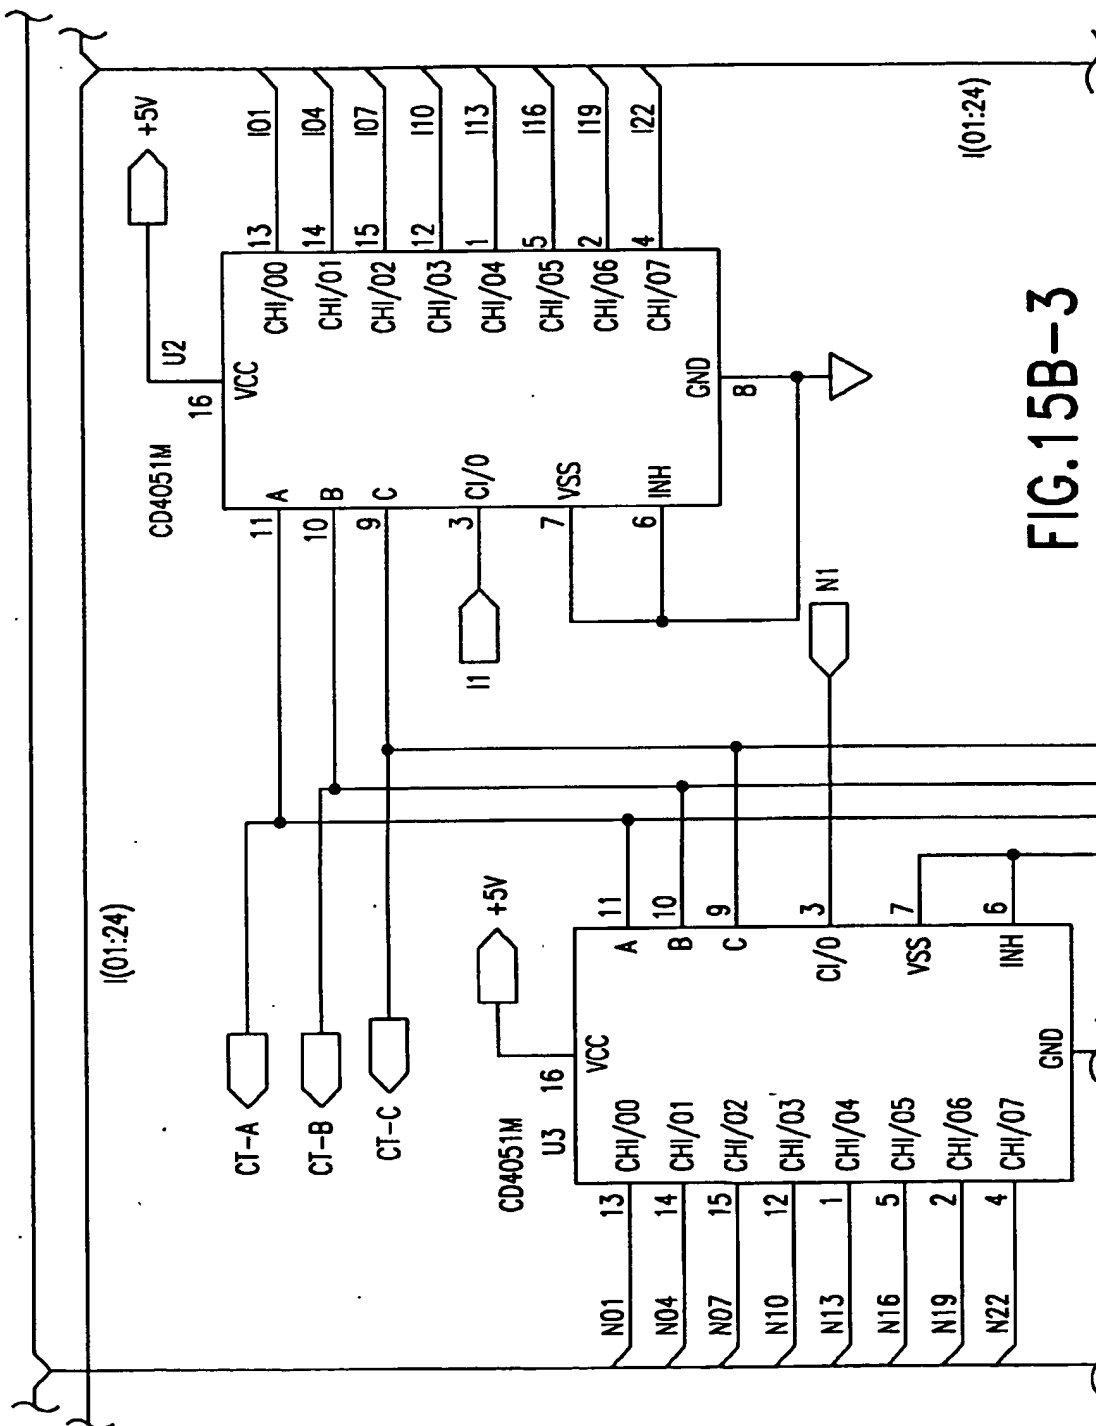 I(01:24)
CT-A
CT-B
CT-C
CD4051M
U2
+5V
16
VCC
11
A
10
B
9
C
3
CI/0
7
VSS
6
INH
I1
CHI/00
13
I01
CHI/01
14
I04
CHI/02
15
I07
CHI/03
12
I10
CHI/04
1
I13
CHI/05
5
I16
CHI/06
2
I19
CHI/07
4
I22
GND
8
CD4051M
U3
+5V
16
VCC
N01
13
CHI/00
A
11
N04
14
CHI/01
B
10
N07
15
CHI/02
C
9
N10
12
CHI/03
N13
1
CHI/04
CI/0
3
N1
N16
5
CHI/05
VSS
7
N19
2
CHI/06
N22
4
CHI/07
INH
6
GND
I(01:24)
FIG.15B-3